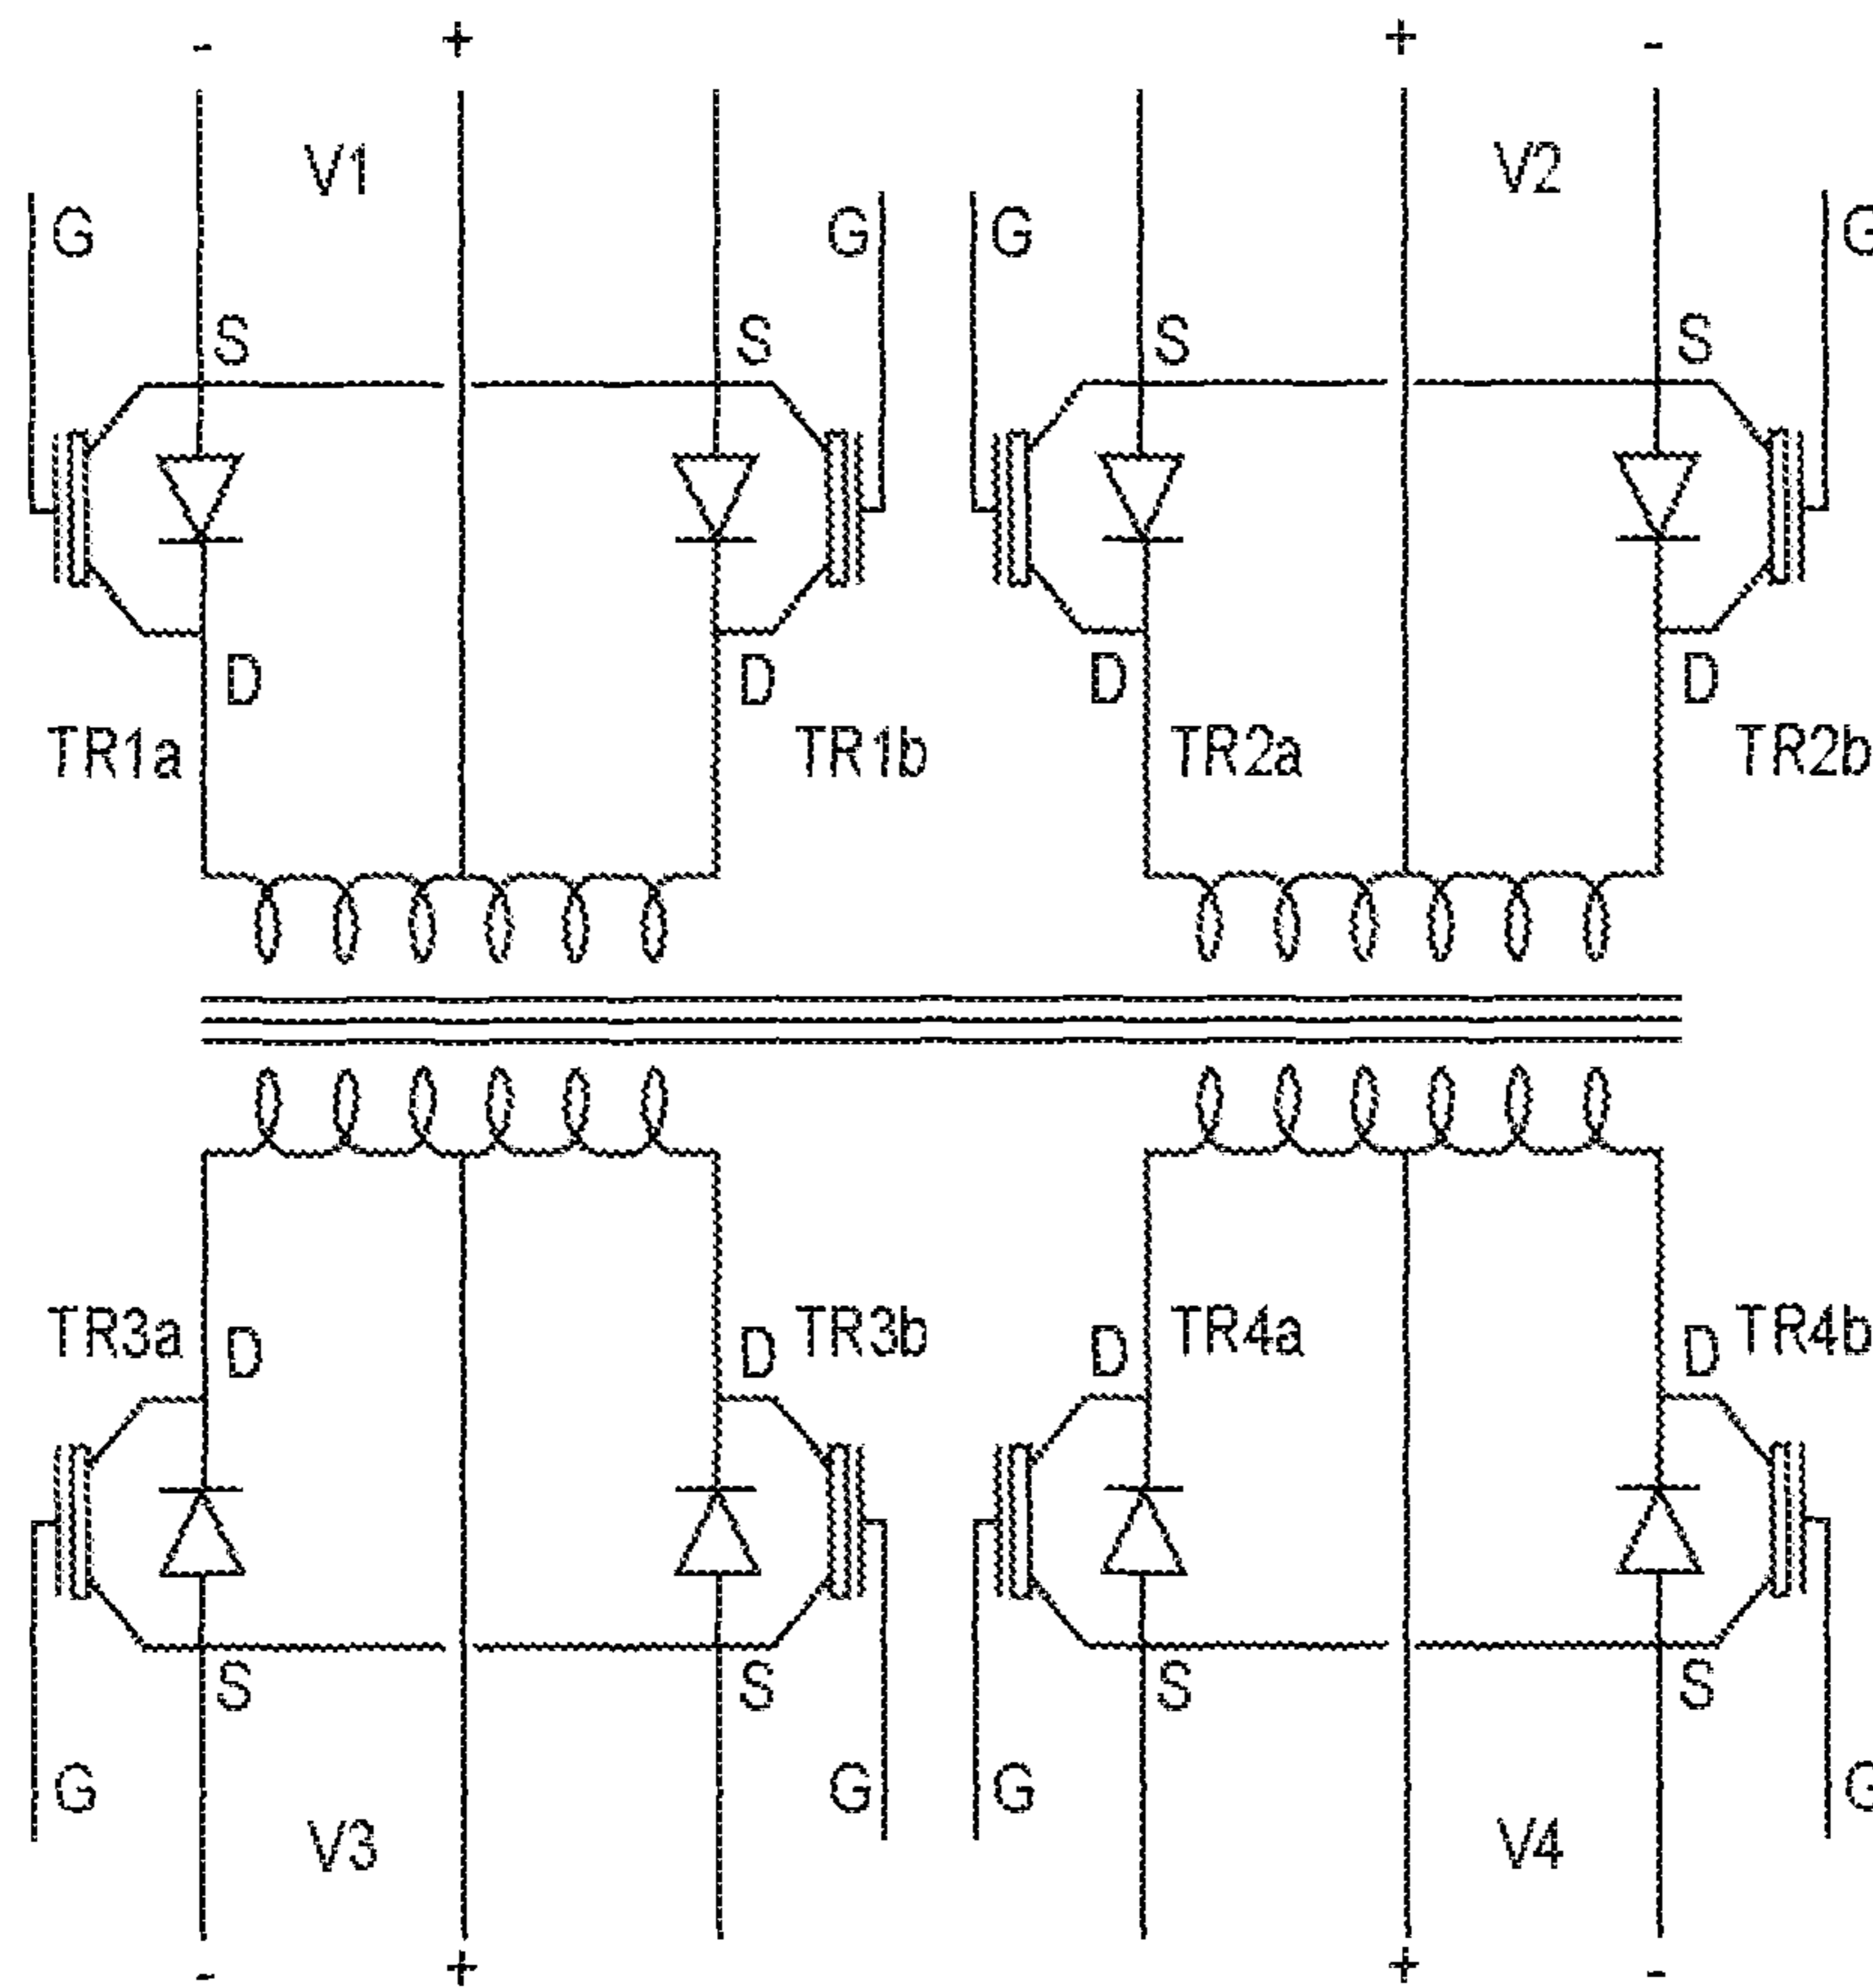 - + + -
V1 V2
G G G G
S S S S
D D D D
TR1a TR1b TR2a TR2b
TR3a D D TR3b D TR4a D TR4b
S S S S
G G G G
V3 V4
- + + -